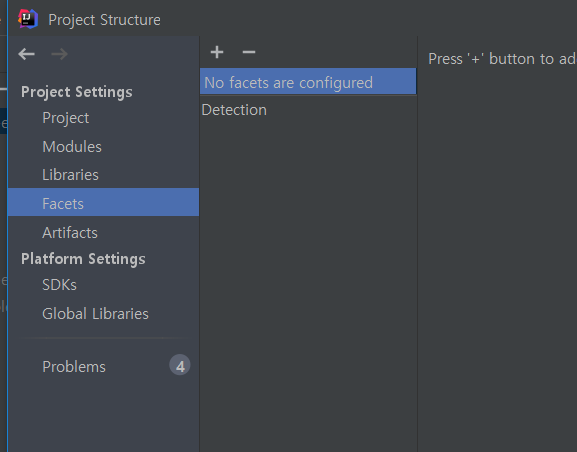 Project Structure
Project Settings
Project
Modules
Libraries
Facets
Artifacts
Platform Settings
SDKs
Global Libraries
Problems 4
No facets are configured
Detection
Press '+' button to ad